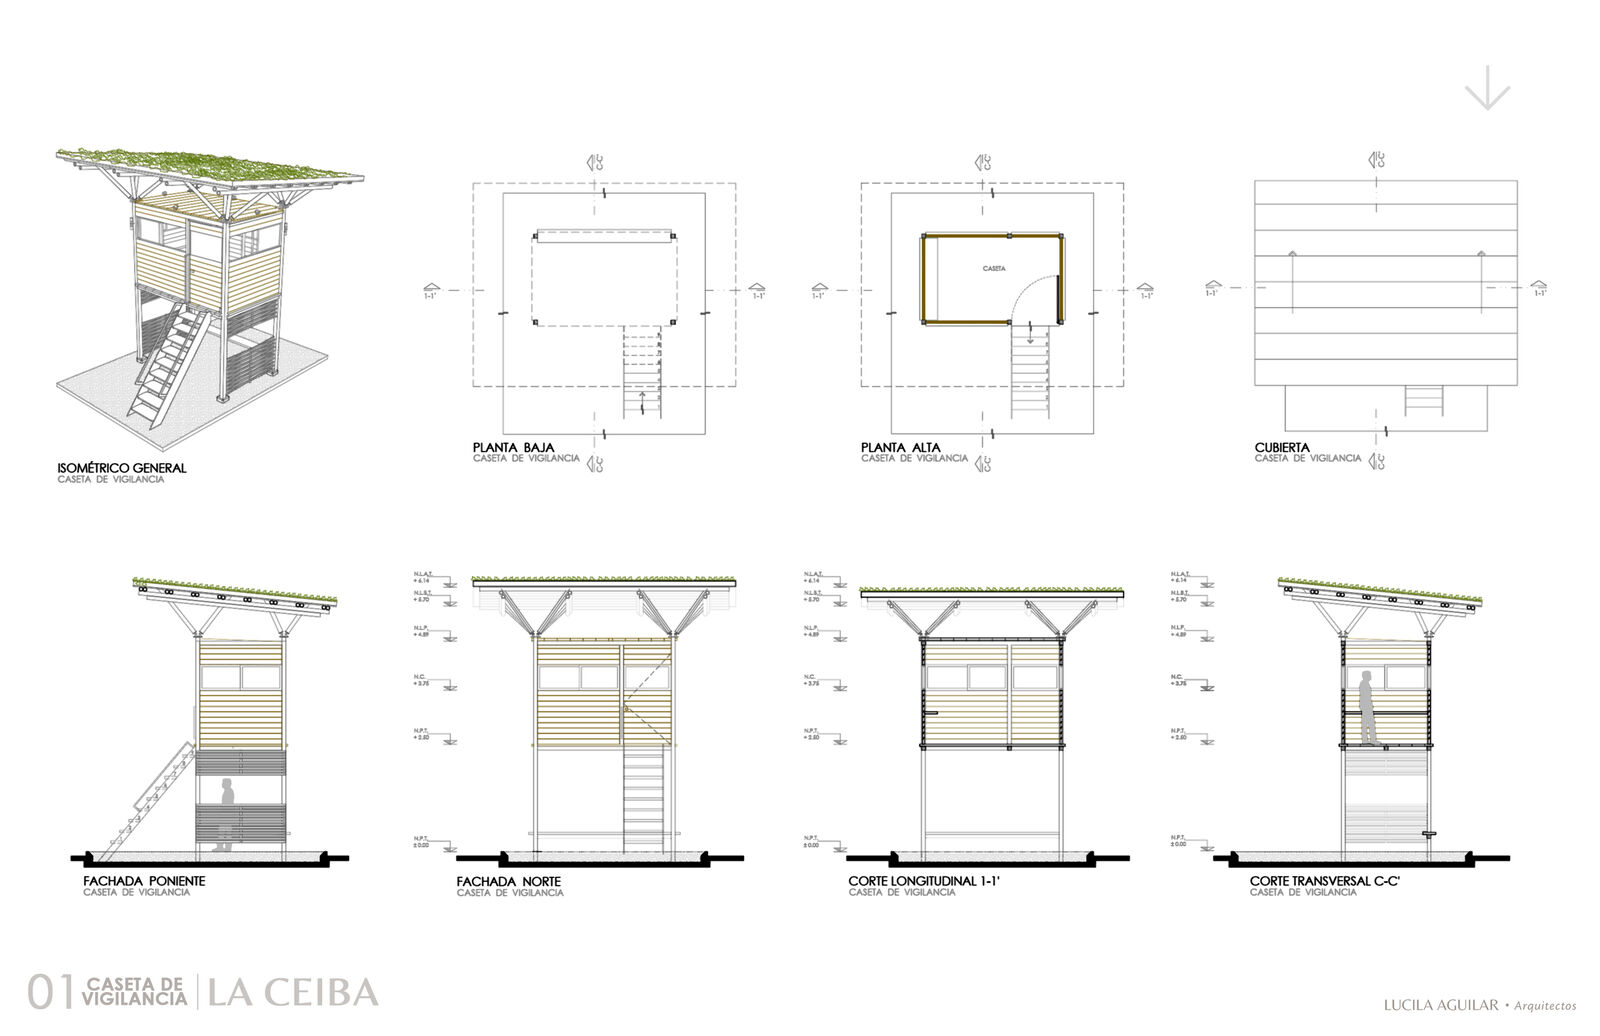 C-C'
C-C'
C-C'
1-1'
1-1'
1-1'
CASETA
1-1'
1-1'
1-1'
PLANTA BAJA
CASETA DE VIGILANCIA
C-C'
PLANTA ALTA
CASETA DE VIGILANCIA
C-C'
CUBIERTA
CASETA DE VIGILANCIA
C-C'
ISOMÉTRICO GENERAL
CASETA DE VIGILANCIA
N.L.A.T.
+ 6.14
N.L.B.T.
+ 5.70
N.L.P.
+ 4.89
N.C.
+ 3.75
N.P.T.
+ 2.50
N.P.T.
± 0.00
N.L.A.T.
+ 6.14
N.L.B.T.
+ 5.70
N.L.P.
+ 4.89
N.C.
+ 3.75
N.P.T.
+ 2.50
N.P.T.
± 0.00
N.L.A.T.
+ 6.14
N.L.B.T.
+ 5.70
N.L.P.
+ 4.89
N.C.
+ 3.75
N.P.T.
+ 2.50
N.P.T.
± 0.00
FACHADA PONIENTE
CASETA DE VIGILANCIA
FACHADA NORTE
CASETA DE VIGILANCIA
CORTE LONGITUDINAL 1-1'
CASETA DE VIGILANCIA
CORTE TRANSVERSAL C-C'
CASETA DE VIGILANCIA
01 CASETA DE VIGILANCIA
LA CEIBA
LUCILA AGUILAR • Arquitectos